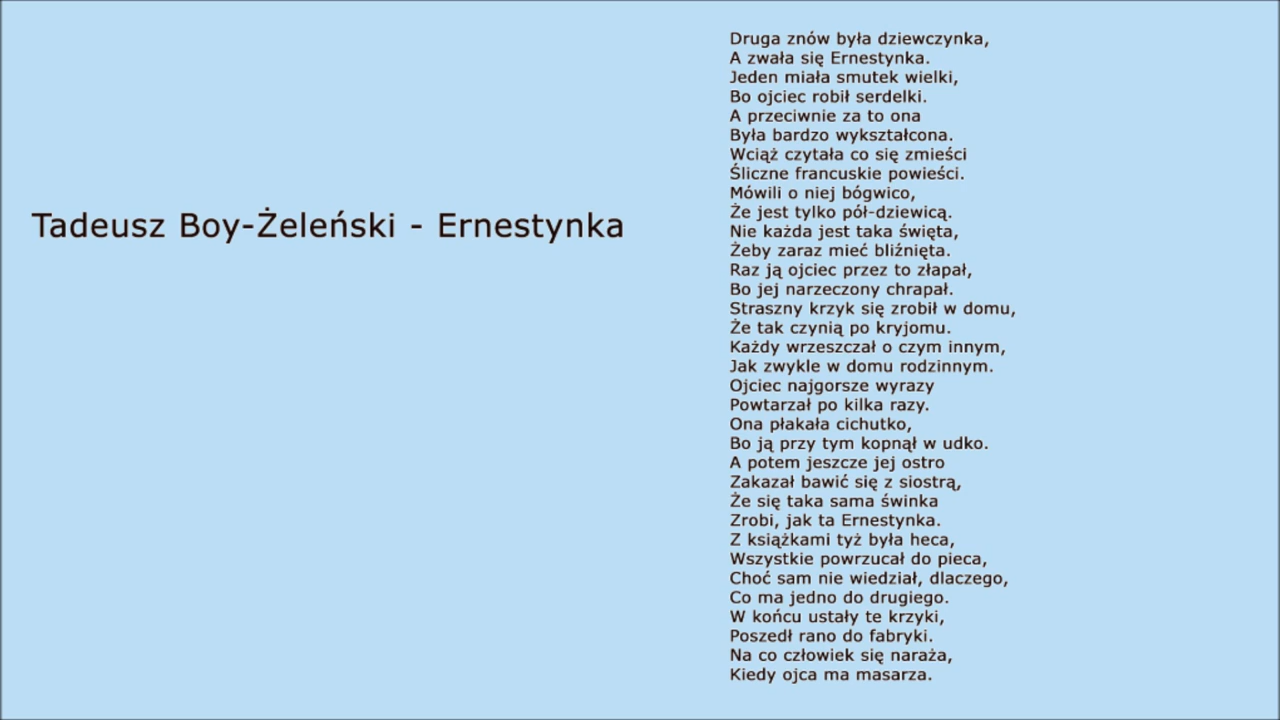 Tadeusz Boy-Żeleński - Ernestynka
Druga znów była dziewczynka,
A zwała się Ernestynka.
Jeden miała smutek wielki,
Bo ojciec robił serdelki.
A przeciwnie za to ona
Była bardzo wykształcona.
Wciąż czytała co się zmieści
Śliczne francuskie powieści.
Mówili o niej bógwico,
Że jest tylko pół-dziewicą.
Nie każda jest taka święta,
Żeby zaraz mieć bliźnięta.
Raz ją ojciec przez to złapał,
Bo jej narzeczony chrapał.
Straszny krzyk się zrobił w domu,
Że tak czynią po kryjomu.
Każdy wrzeszczał o czym innym,
Jak zwykle w domu rodzinnym.
Ojciec najgorsze wyrazy
Powtarzał po kilka razy.
Ona płakała cichutko,
Bo ją przy tym kopnął w udko.
A potem jeszcze jej ostro
Zakazał bawić się z siostrą,
Że się taka sama świnka
Zrobi, jak ta Ernestynka.
Z książkami tyż była heca,
Wszystkie powrzucał do pieca,
Choć sam nie wiedział, dlaczego,
Co ma jedno do drugiego.
W końcu ustały te krzyki,
Poszedł rano do fabryki.
Na co człowiek się naraża,
Kiedy ojca ma masarza.